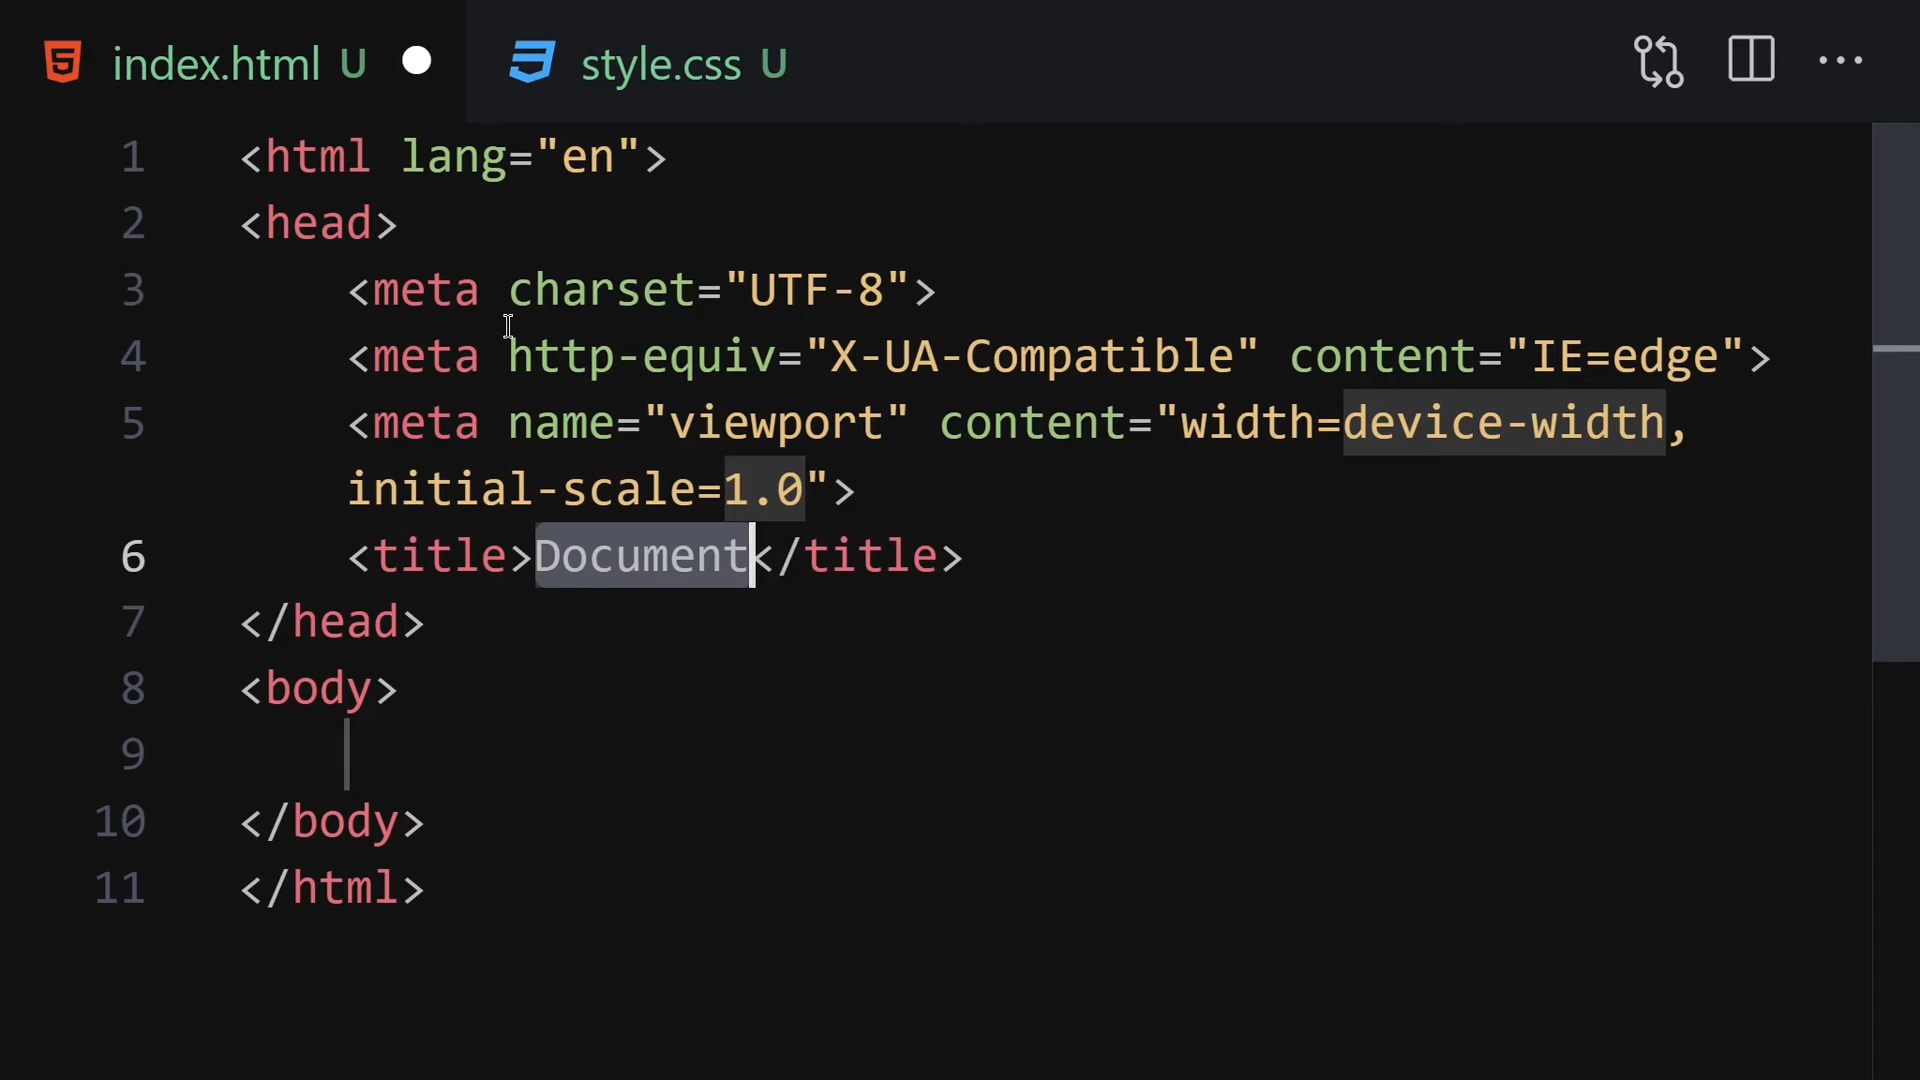 index.html U style.css U
1 <html lang="en">
2 <head>
3 <meta charset="UTF-8">
4 <meta http-equiv="X-UA-Compatible" content="IE=edge">
5 <meta name="viewport" content="width=device-width,
initial-scale=1.0">
6 <title>Document</title>
7 </head>
8 <body>
9
10 </body>
11 </html>